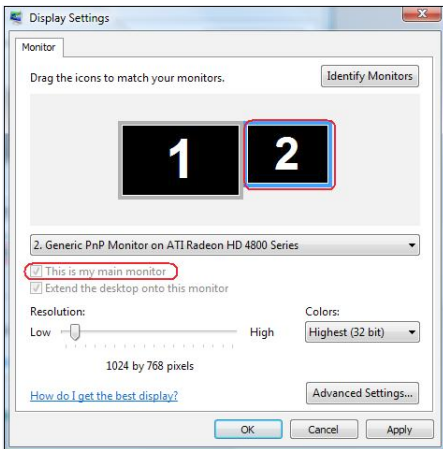 Display Settings
Monitor
Drag the icons to match your monitors.
Identify Monitors
1
2
2. Generic PnP Monitor on ATI Radeon HD 4800 Series
This is my main monitor
Extend the desktop onto this monitor
Resolution:
Colors:
Low
High
Highest (32 bit)
1024 by 768 pixels
How do I get the best display?
Advanced Settings...
OK
Cancel
Apply